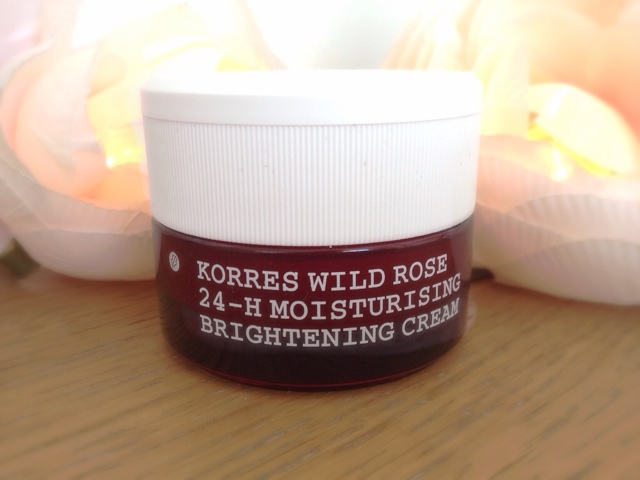 KORRES WILD ROSE
24-H MOISTURISING
BRIGHTENING CREAM